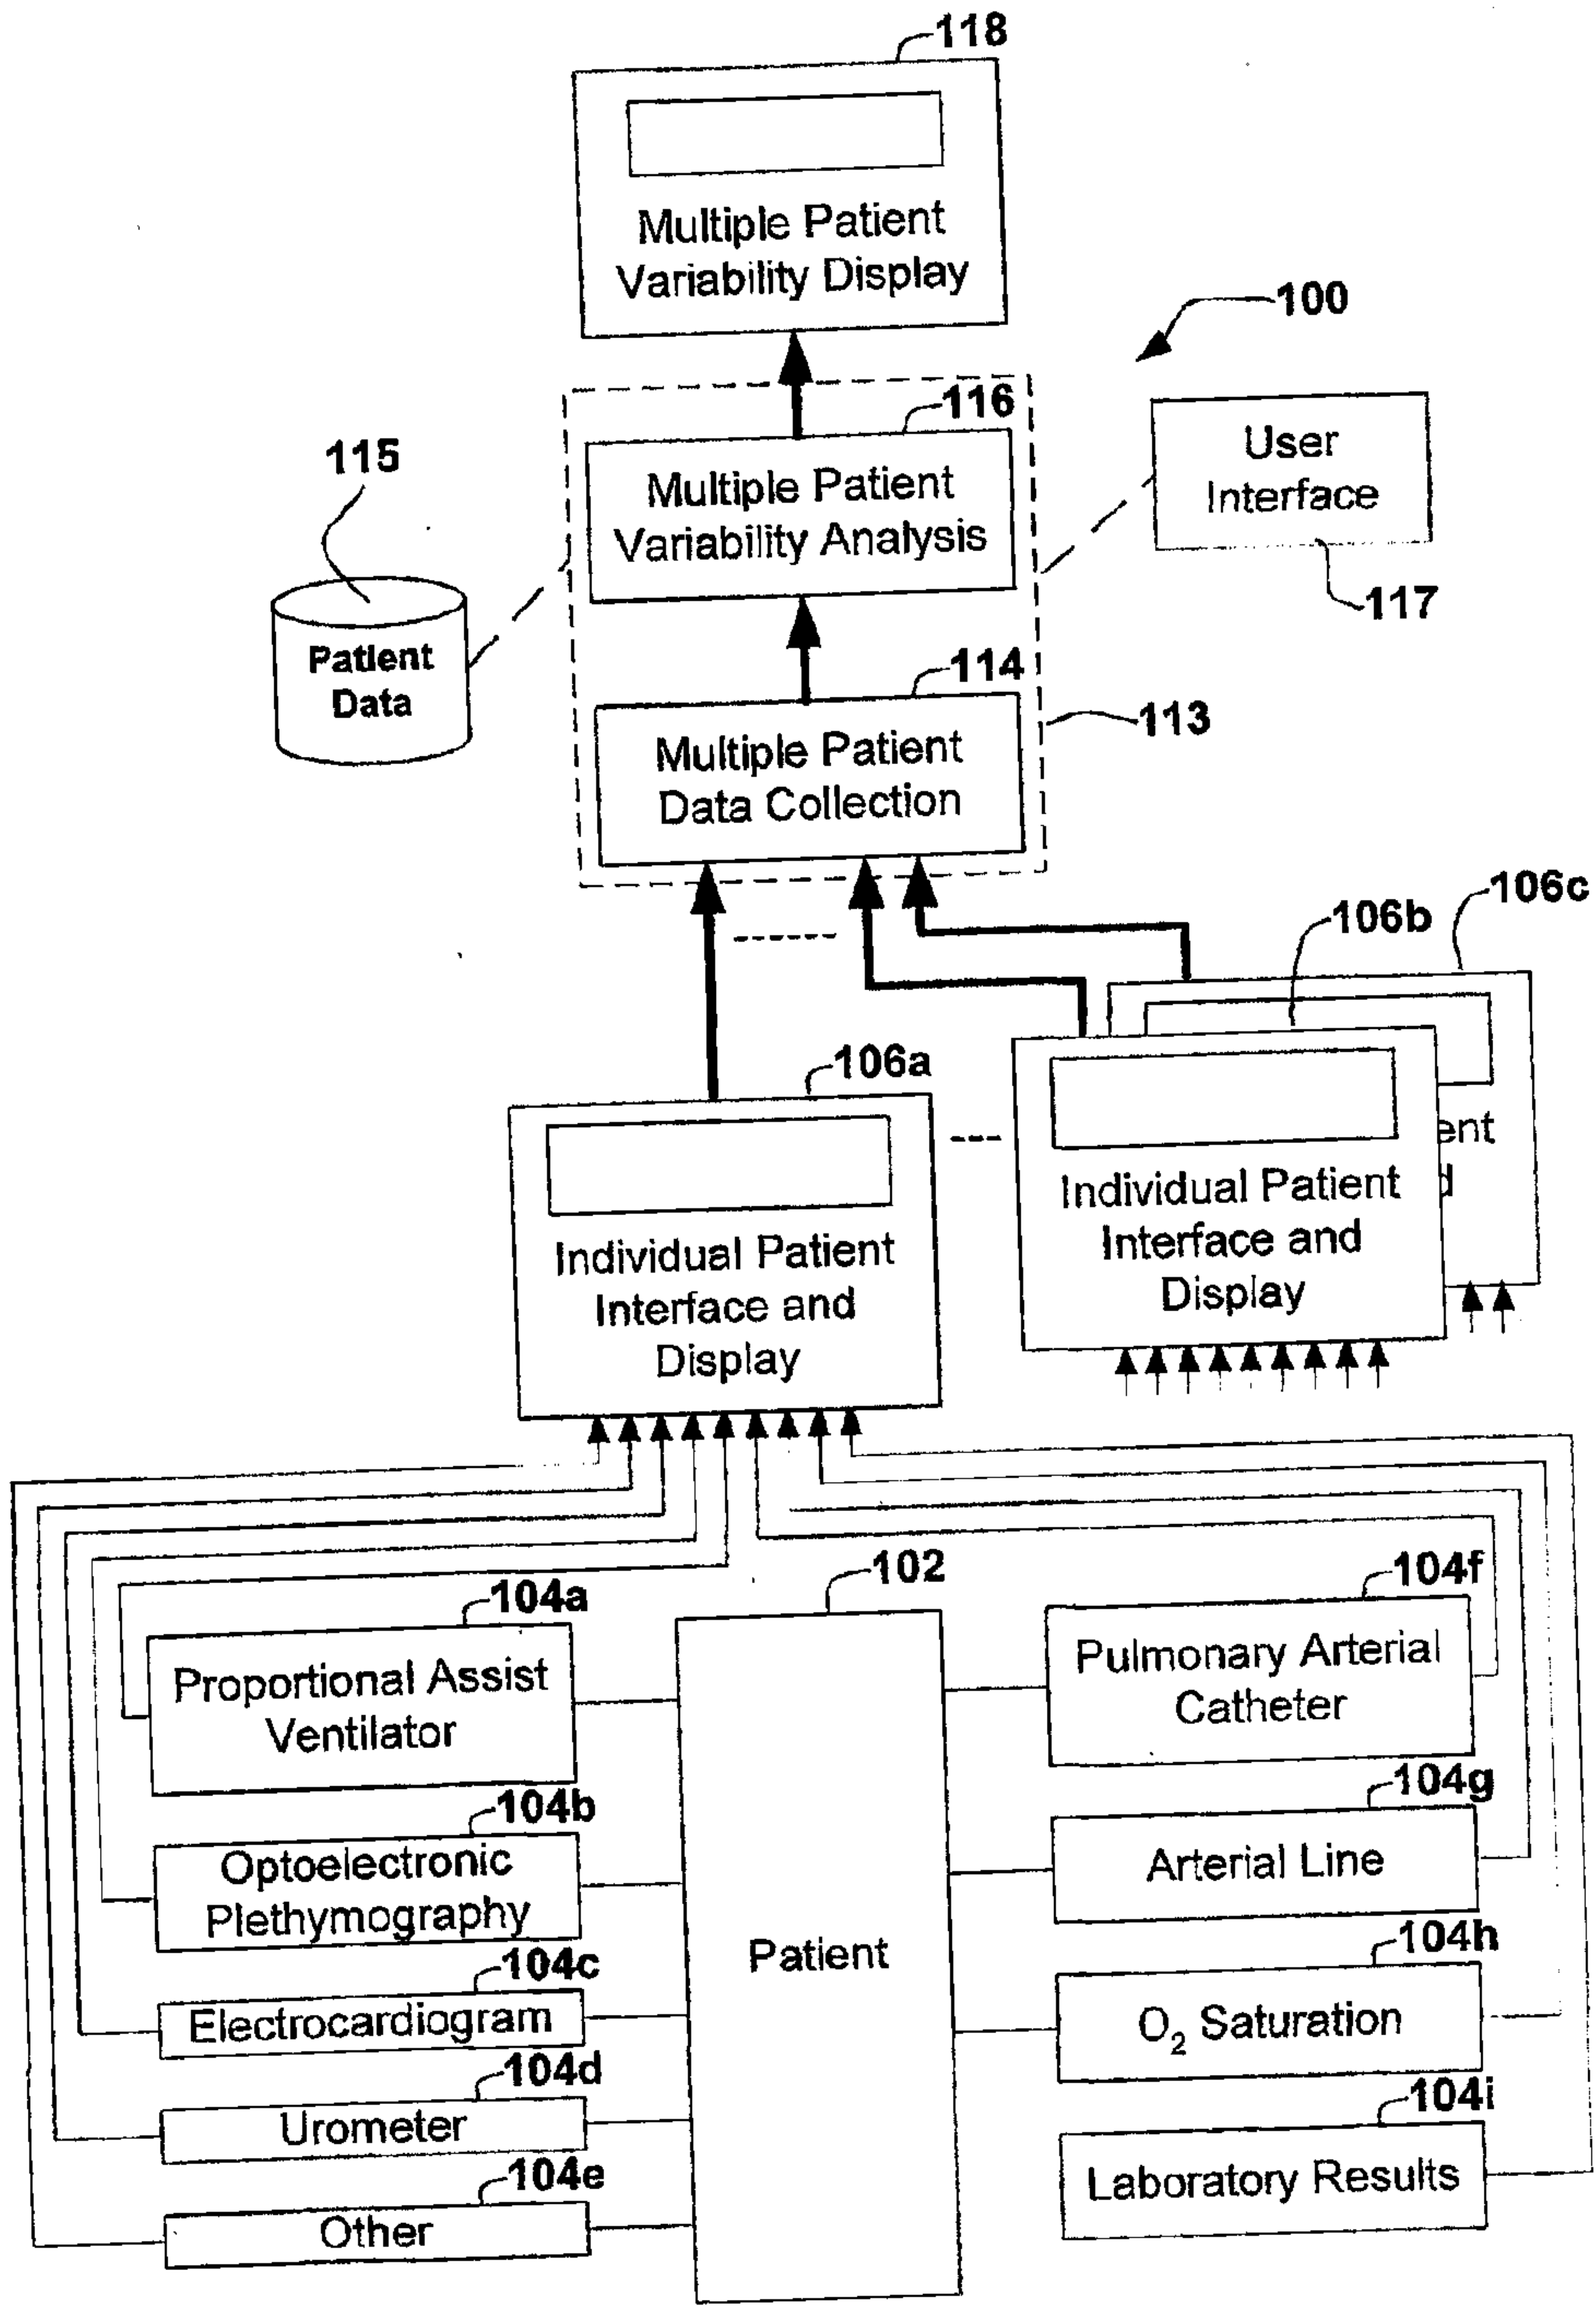 118
Multiple Patient
Variability Display
100
116
Multiple Patient
Variability Analysis
User
Interface
117
115
Patient
Data
114
113
Multiple Patient
Data Collection
106c
106b
106a
ent
d
Individual Patient
Interface and
Display
Individual Patient
Interface and
Display
102
104a
Proportional Assist
Ventilator
104f
Pulmonary Arterial
Catheter
104b
Optoelectronic
Plethymography
104g
Arterial Line
Patient
104c
Electrocardiogram
104h
O₂ Saturation
104d
Urometer
104i
Laboratory Results
104e
Other